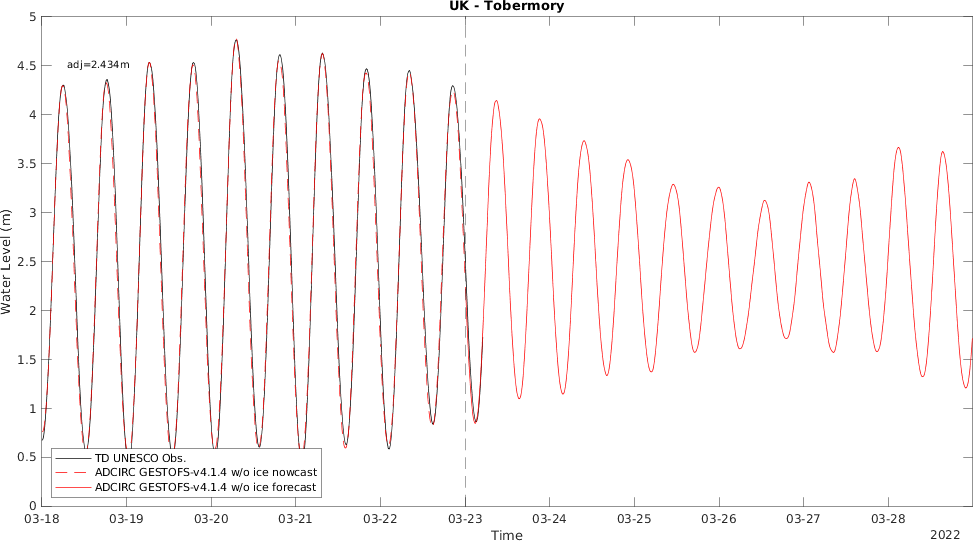 UK - Tobermory
5
4.5
4
3.5
3
2.5
2
1.5
1
0.5
0
Water Level (m)
adj=2.434m
TD UNESCO Obs.
ADCIRC GESTOFS-v4.1.4 w/o ice nowcast
ADCIRC GESTOFS-v4.1.4 w/o ice forecast
03-18 03-19 03-20 03-21 03-22 03-23 03-24 03-25 03-26 03-27 03-28
Time
2022